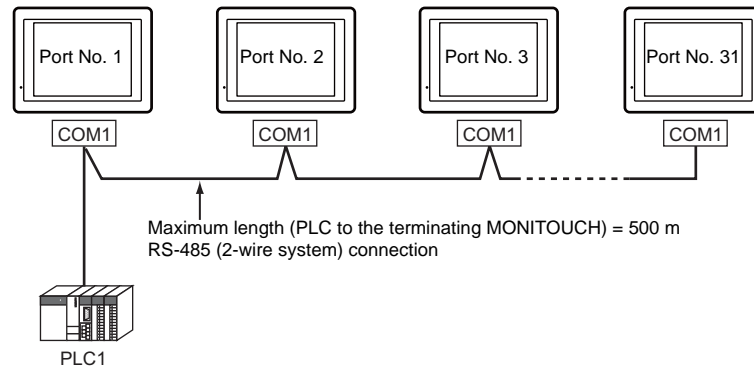 Port No. 1
Port No. 2
Port No. 3
Port No. 31
COM1
COM1
COM1
COM1
Maximum length (PLC to the terminating MONITOUCH) = 500 m
RS-485 (2-wire system) connection
PLC1